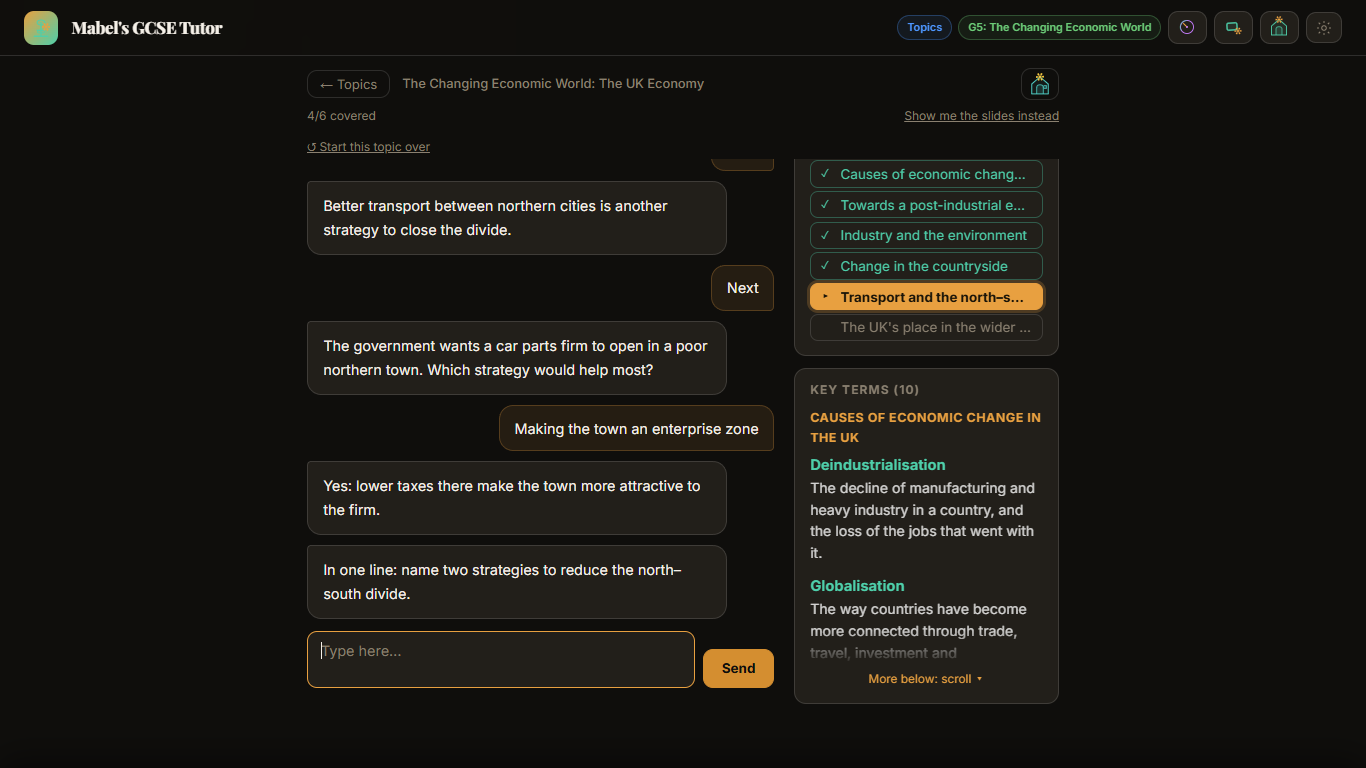 Mabel's GCSE Tutor
Topics
G5: The Changing Economic World
← Topics
The Changing Economic World: The UK Economy
4/6 covered
Show me the slides instead
↺ Start this topic over
Better transport between northern cities is another
strategy to close the divide.
Next
The government wants a car parts firm to open in a poor
northern town. Which strategy would help most?
Making the town an enterprise zone
Yes: lower taxes there make the town more attractive to
the firm.
In one line: name two strategies to reduce the north–
south divide.
Type here...
Send
✓ Causes of economic chang...
✓ Towards a post-industrial e...
✓ Industry and the environment
✓ Change in the countryside
▸ Transport and the north–s...
The UK's place in the wider ...
KEY TERMS (10)
CAUSES OF ECONOMIC CHANGE IN
THE UK
Deindustrialisation
The decline of manufacturing and
heavy industry in a country, and
the loss of the jobs that went with
it.
Globalisation
The way countries have become
more connected through trade,
travel, investment and
More below: scroll ▾